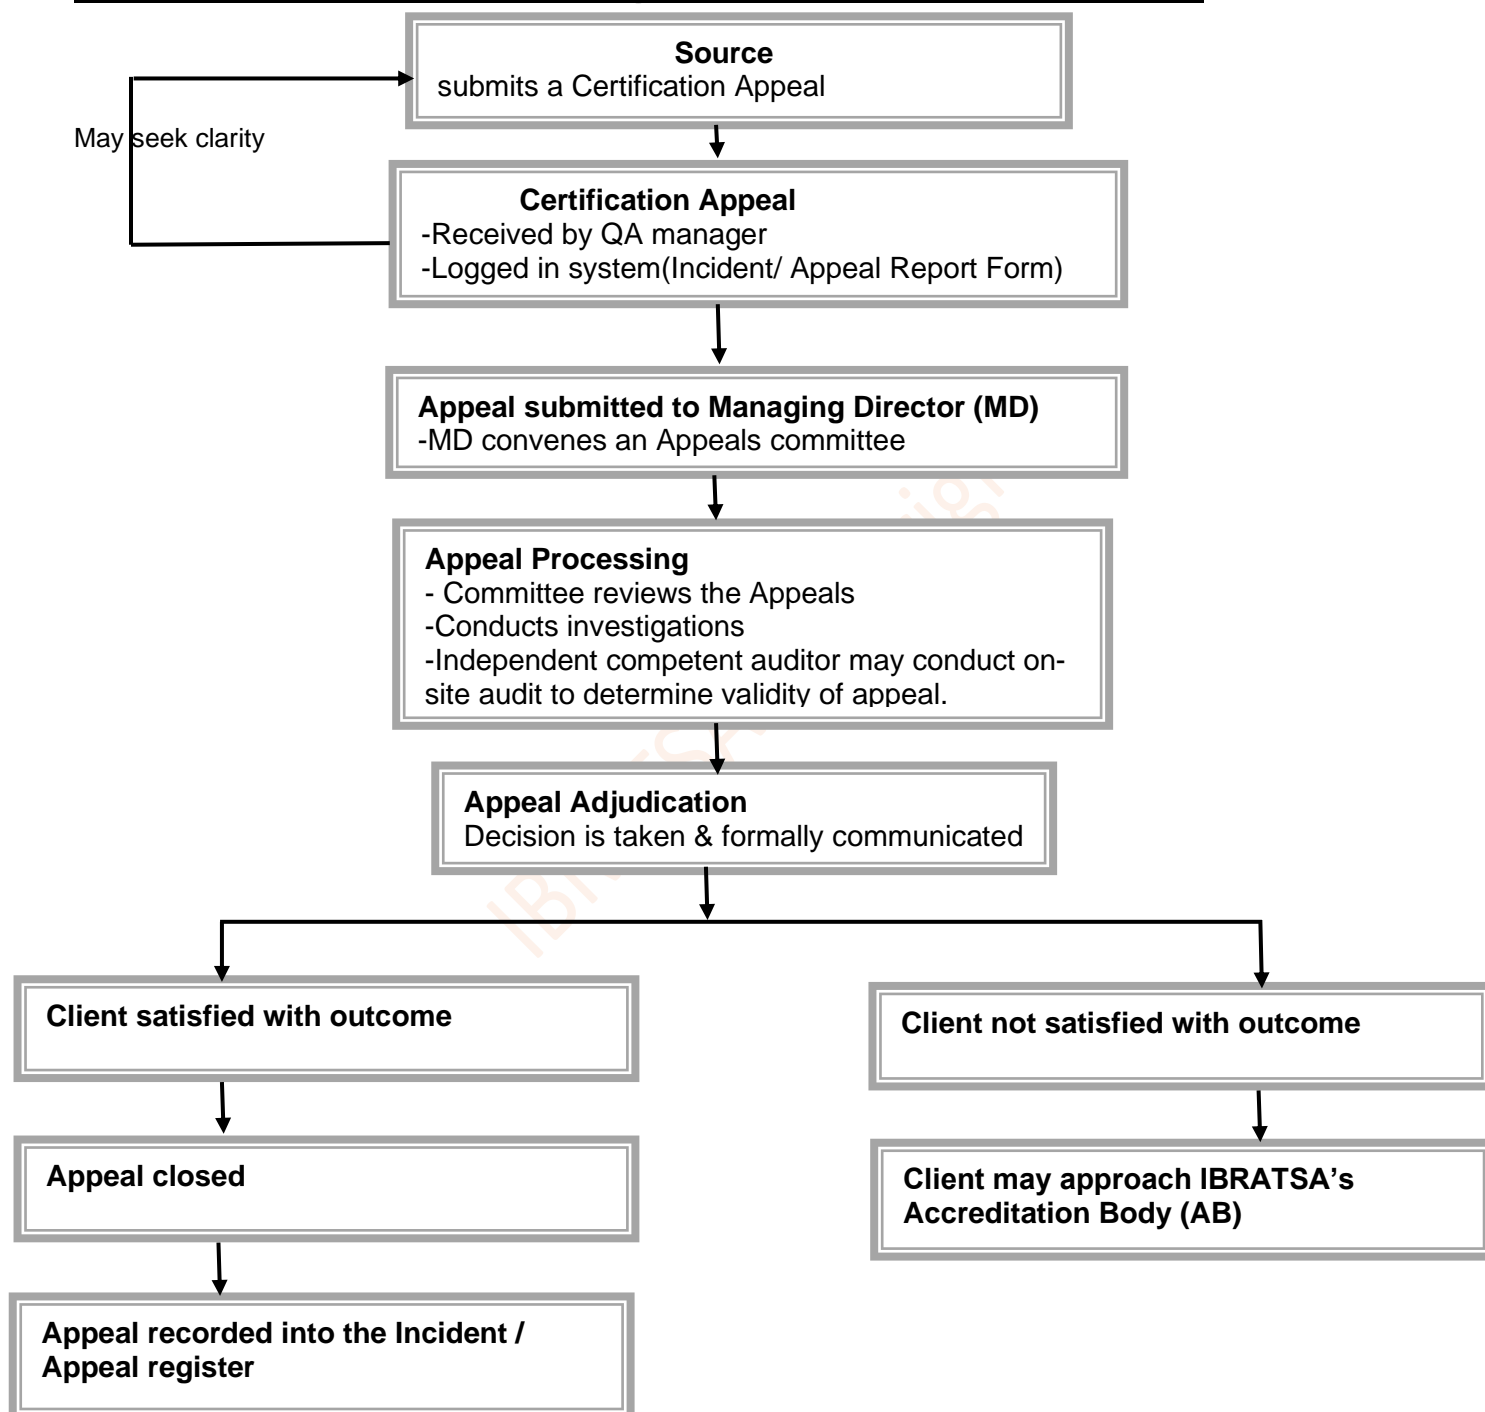 Source
submits a Certification Appeal
May seek clarity
Certification Appeal
-Received by QA manager
-Logged in system(Incident/ Appeal Report Form)
Appeal submitted to Managing Director (MD)
-MD convenes an Appeals committee
Appeal Processing
- Committee reviews the Appeals
-Conducts investigations
-Independent competent auditor may conduct on-
site audit to determine validity of appeal.
Appeal Adjudication
Decision is taken & formally communicated
Client satisfied with outcome
Client not satisfied with outcome
Appeal closed
Client may approach IBRATSA’s
Accreditation Body (AB)
Appeal recorded into the Incident /
Appeal register